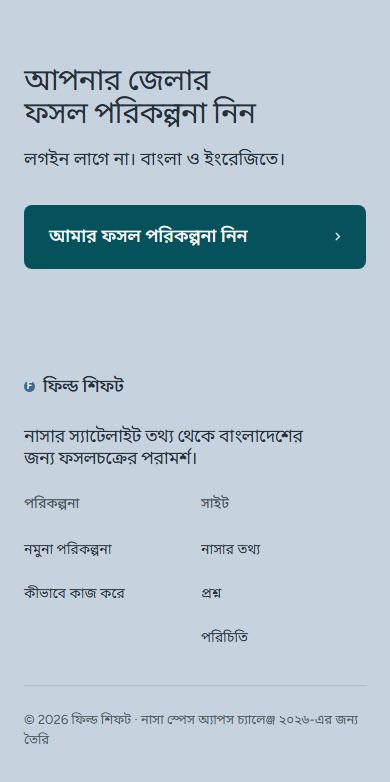 আপনার জেলার
ফসল পরিকল্পনা নিন
লগইন লাগে না। বাংলা ও ইংরেজিতে।
আমার ফসল পরিকল্পনা নিন
F ফিল্ড শিফট
নাসার স্যাটেলাইট তথ্য থেকে বাংলাদেশের
জন্য ফসলচক্রের পরামর্শ।
পরিকল্পনা
নমুনা পরিকল্পনা
কীভাবে কাজ করে
সাইট
নাসার তথ্য
প্রশ্ন
পরিচিতি
© 2026 ফিল্ড শিফট · নাসা স্পেস অ্যাপস চ্যালেঞ্জ ২০২৬-এর জন্য
তৈরি